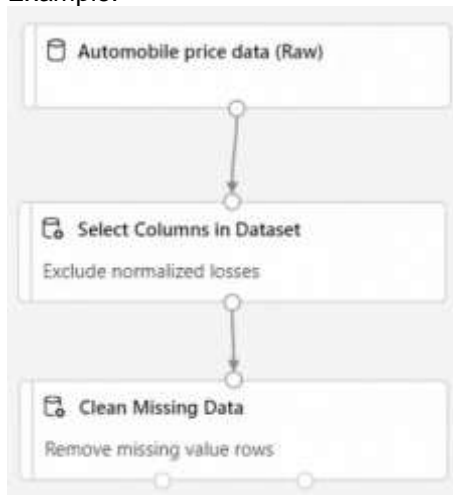 Example:
Automobile price data (Raw)
Select Columns in Dataset
Exclude normalized losses
Clean Missing Data
Remove missing value rows